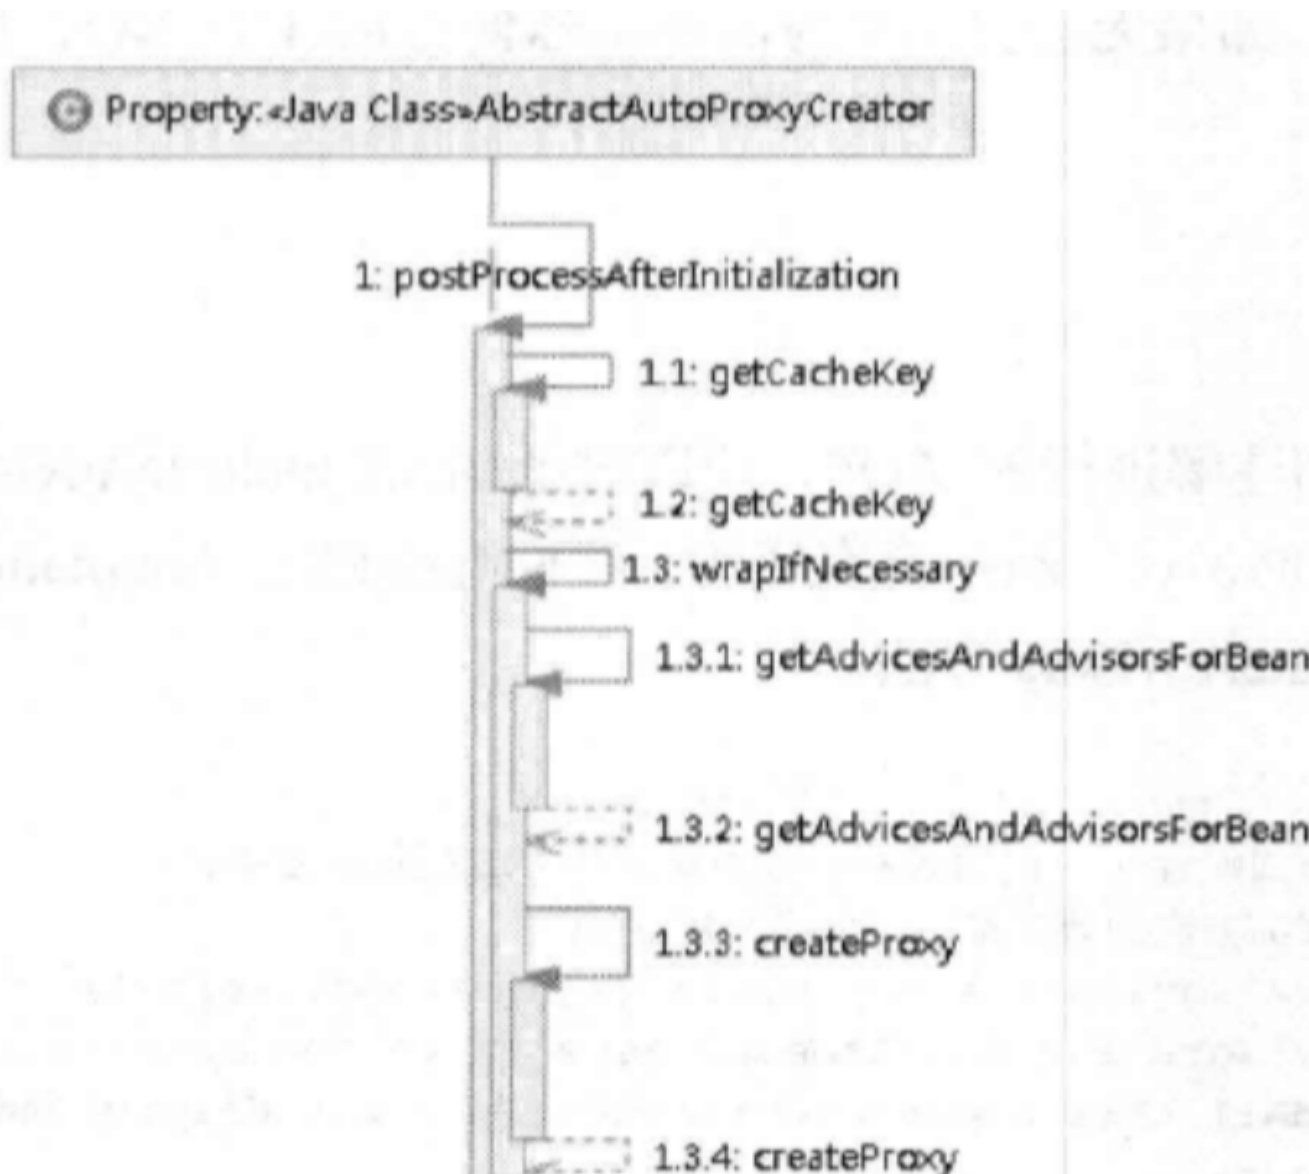 Property:«Java Class»AbstractAutoProxyCreator
1: postProcessAfterInitialization
1.1: getCacheKey
1.2: getCacheKey
1.3: wrapIfNecessary
1.3.1: getAdvicesAndAdvisorsForBean
1.3.2: getAdvicesAndAdvisorsForBean
1.3.3: createProxy
1.3.4: createProxy